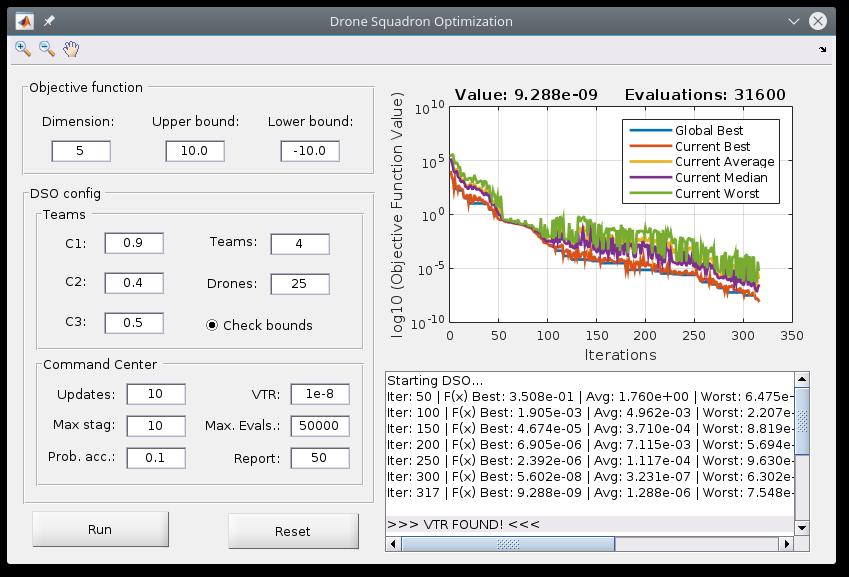 Drone Squadron Optimization
Objective function
Dimension: Upper bound: Lower bound:
5 10.0 -10.0
DSO config
Teams
C1: 0.9 Teams: 4
C2: 0.4 Drones: 25
C3: 0.5 Check bounds
Command Center
Updates: 10 VTR: 1e-8
Max stag: 10 Max. Evals.: 50000
Prob. acc.: 0.1 Report: 50
Run Reset
Value: 9.288e-09 Evaluations: 31600
log10 (Objective Function Value)
10^10
10^5
10^0
10^-5
10^-10
Global Best
Current Best
Current Average
Current Median
Current Worst
0 50 100 150 200 250 300 350
Iterations
Starting DSO...
Iter: 50 | F(x) Best: 3.508e-01 | Avg: 1.760e+00 | Worst: 6.475e-
Iter: 100 | F(x) Best: 1.905e-03 | Avg: 4.962e-03 | Worst: 2.207e-
Iter: 150 | F(x) Best: 4.674e-05 | Avg: 3.710e-04 | Worst: 8.819e-
Iter: 200 | F(x) Best: 6.905e-06 | Avg: 7.115e-03 | Worst: 5.694e-
Iter: 250 | F(x) Best: 2.392e-06 | Avg: 1.117e-04 | Worst: 9.630e-
Iter: 300 | F(x) Best: 5.602e-08 | Avg: 3.231e-07 | Worst: 6.302e-
Iter: 317 | F(x) Best: 9.288e-09 | Avg: 1.288e-06 | Worst: 7.548e-
>>> VTR FOUND! <<<